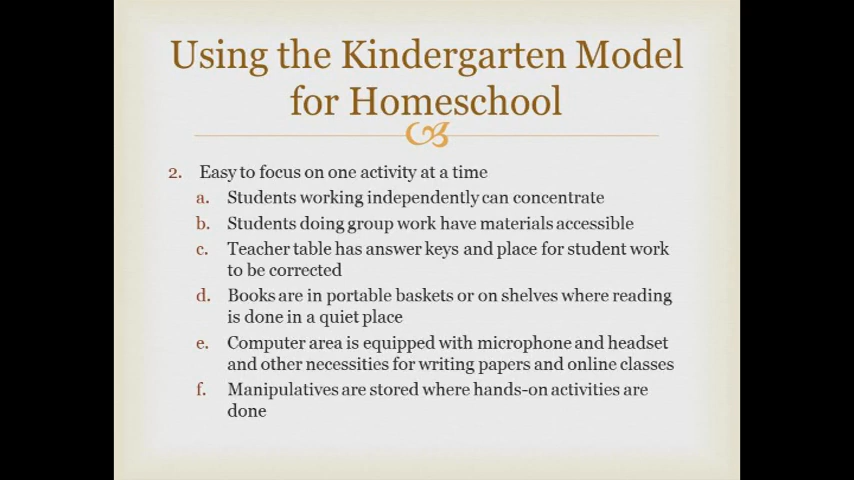 Using the Kindergarten Model
for Homeschool
2. Easy to focus on one activity at a time
a. Students working independently can concentrate
b. Students doing group work have materials accessible
c. Teacher table has answer keys and place for student work
to be corrected
d. Books are in portable baskets or on shelves where reading
is done in a quiet place
e. Computer area is equipped with microphone and headset
and other necessities for writing papers and online classes
f. Manipulatives are stored where hands-on activities are
done